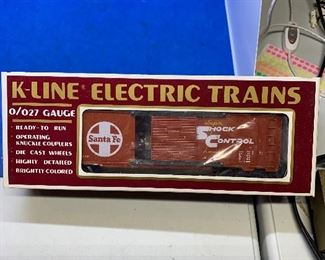 K-LINE ELECTRIC TRAINS
O/O27 GAUGE
• READY-TO RUN
• OPERATING
KNUCKLE COUPLERS
• DIE CAST WHEELS
• HIGHLY DETAILED
• BRIGHTLY COLORED
Santa Fe
SHOCK
CONTROL